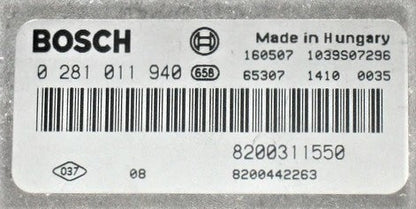 BOSCH
Made in Hungary
160507 1039S07296
0 281 011 940 658
65307 1410 0035
8200311550
037 08 8200442263